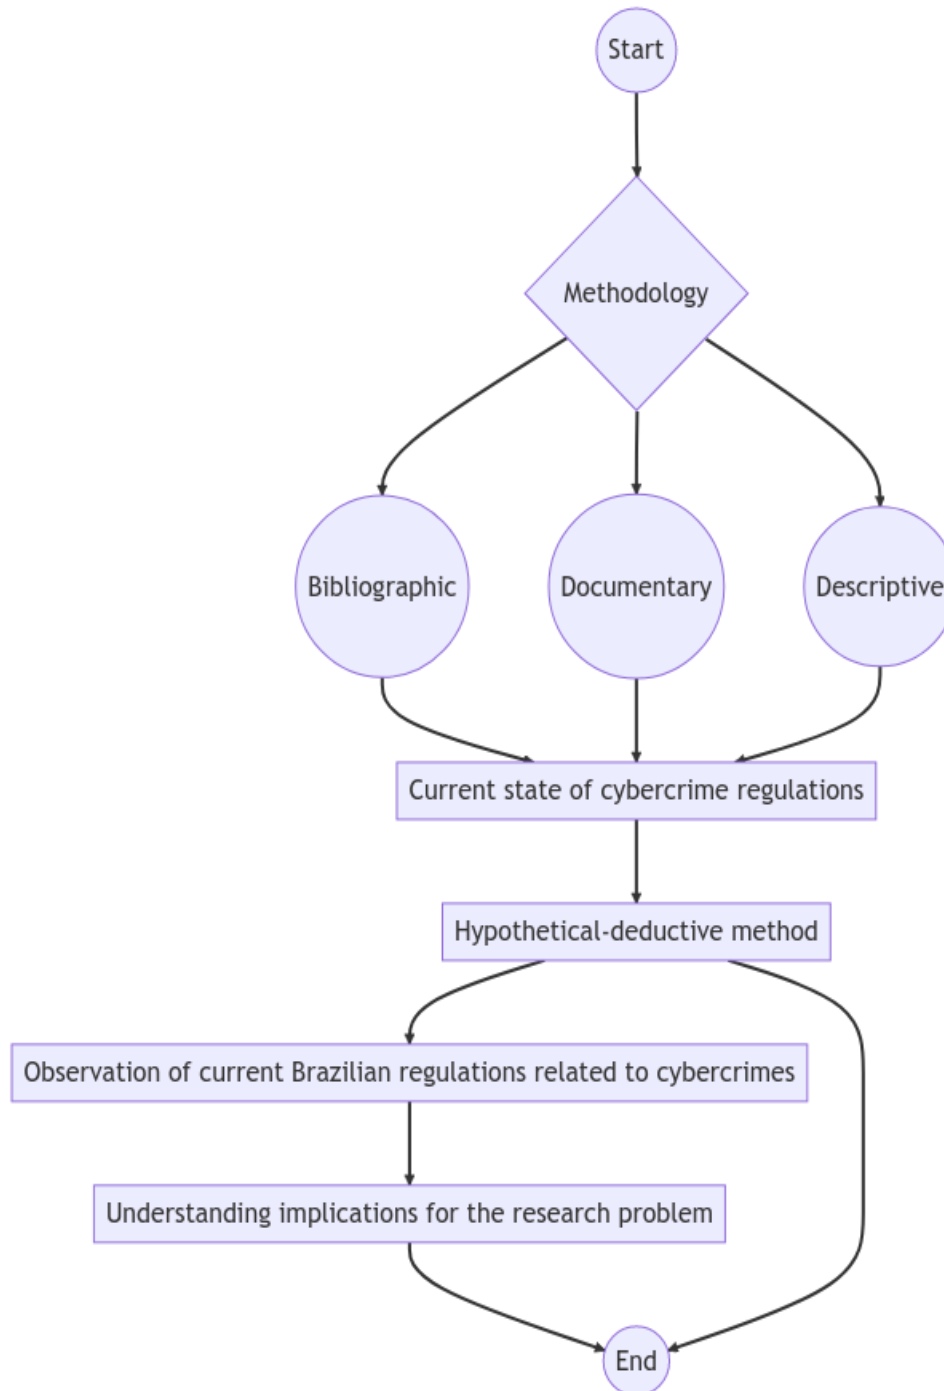 Start
Methodology
Bibliographic
Documentary
Descriptive
Current state of cybercrime regulations
Hypothetical-deductive method
Observation of current Brazilian regulations related to cybercrimes
Understanding implications for the research problem
End